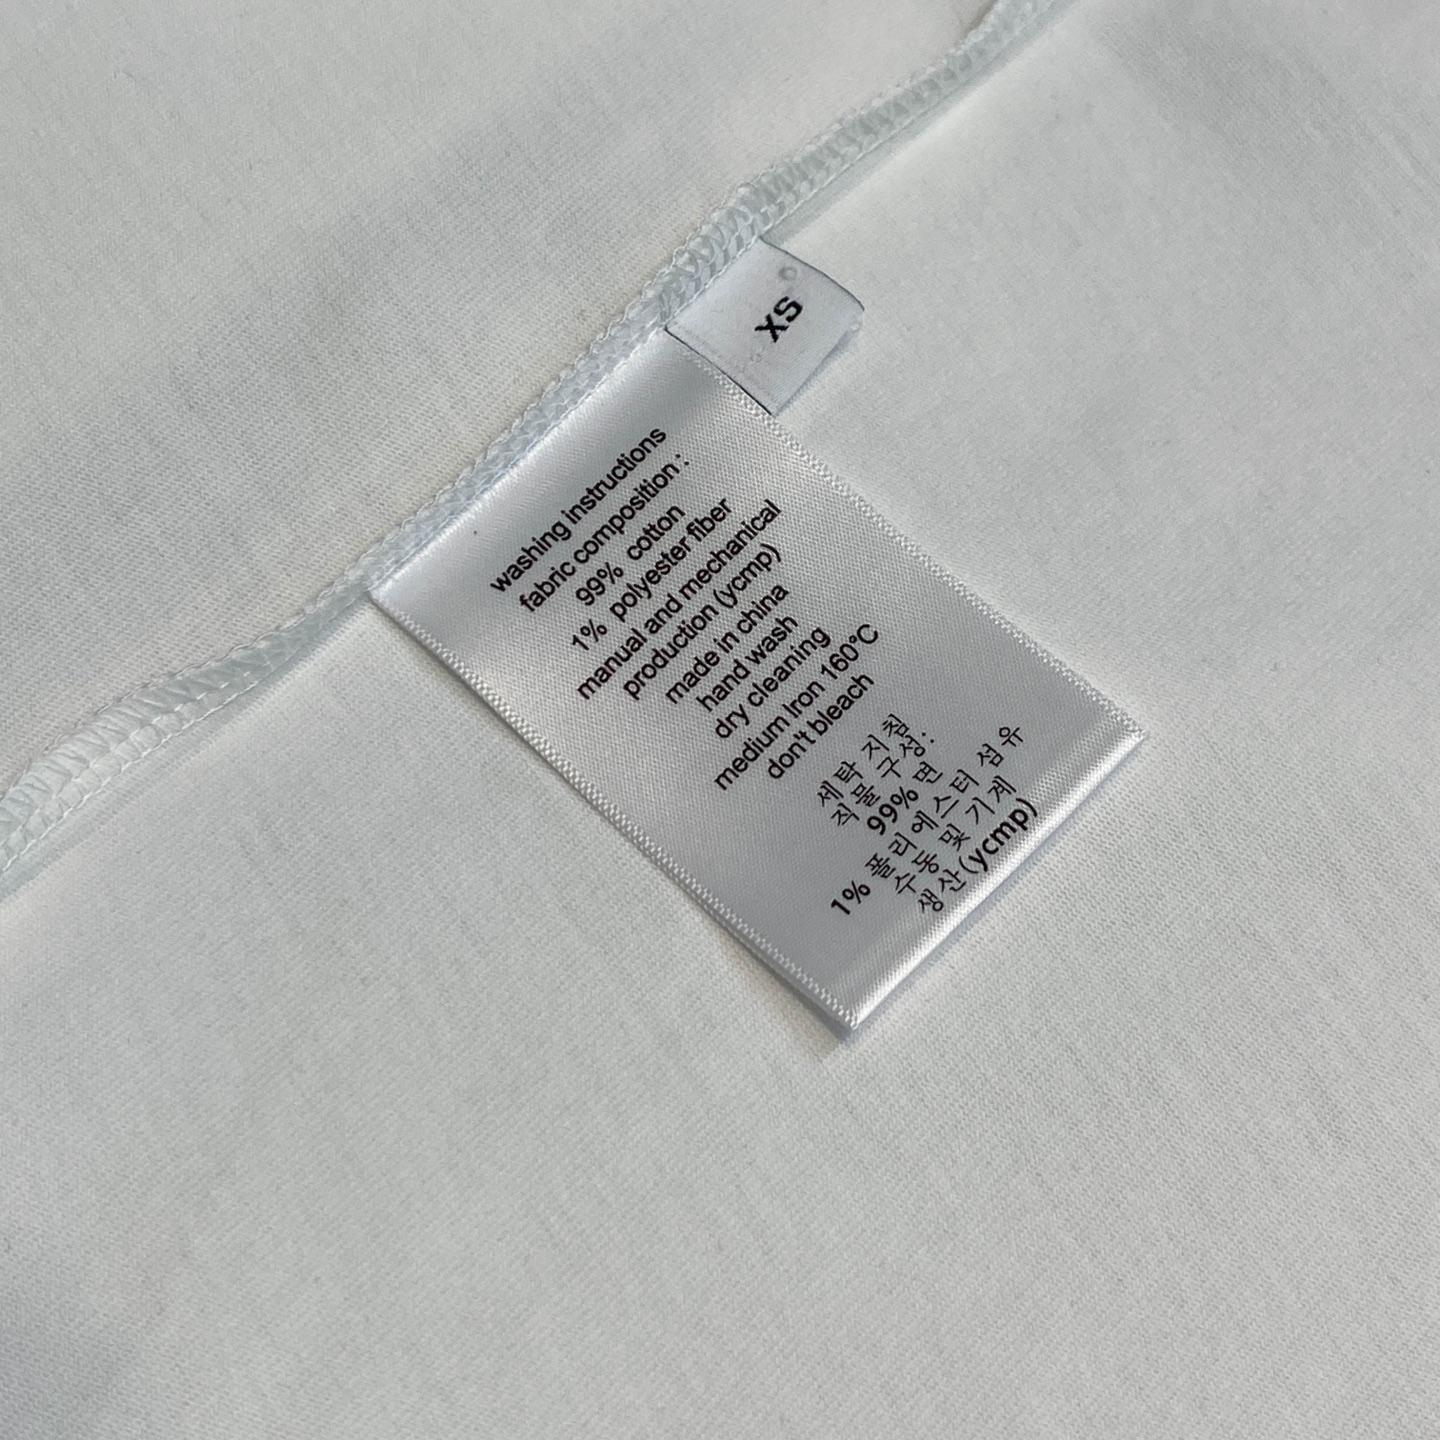 XS
washing instructions
fabric composition :
99% cotton
1% polyester fiber
manual and mechanical
production (ycmp)
made in china
hand wash
dry cleaning
medium Iron 160°C
don't bleach
세탁 지침
직물 구성:
99% 면
1% 폴리에스터 섬유
수동 및 기계
생산(ycmp)